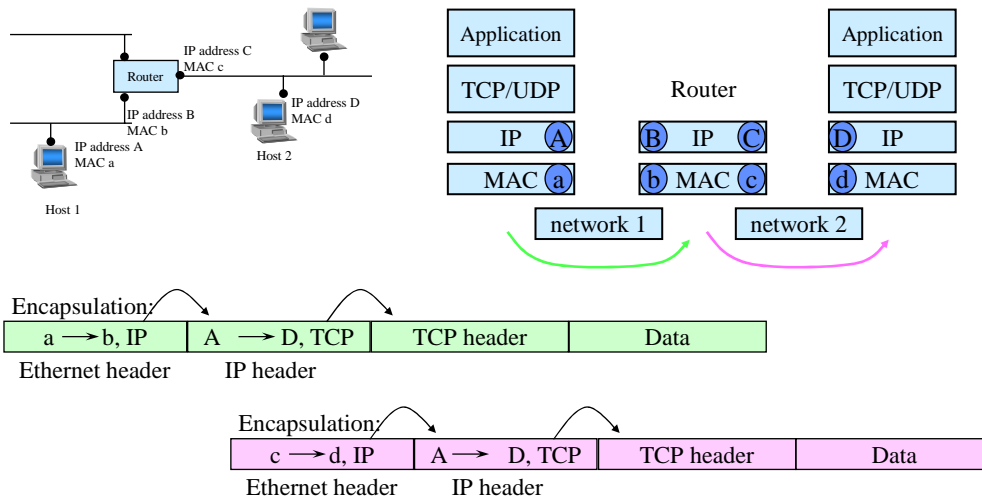 IP address C
MAC c
Router
IP address B
MAC b
IP address A
MAC a
Host 1
IP address D
MAC d
Host 2
Application
TCP/UDP
IP A
MAC a
Router
B IP C
b MAC c
Application
TCP/UDP
D IP
d MAC
network 1
network 2
Encapsulation:
a → b, IP
A → D, TCP
TCP header
Data
Ethernet header
IP header
Encapsulation:
c → d, IP
A → D, TCP
TCP header
Data
Ethernet header
IP header